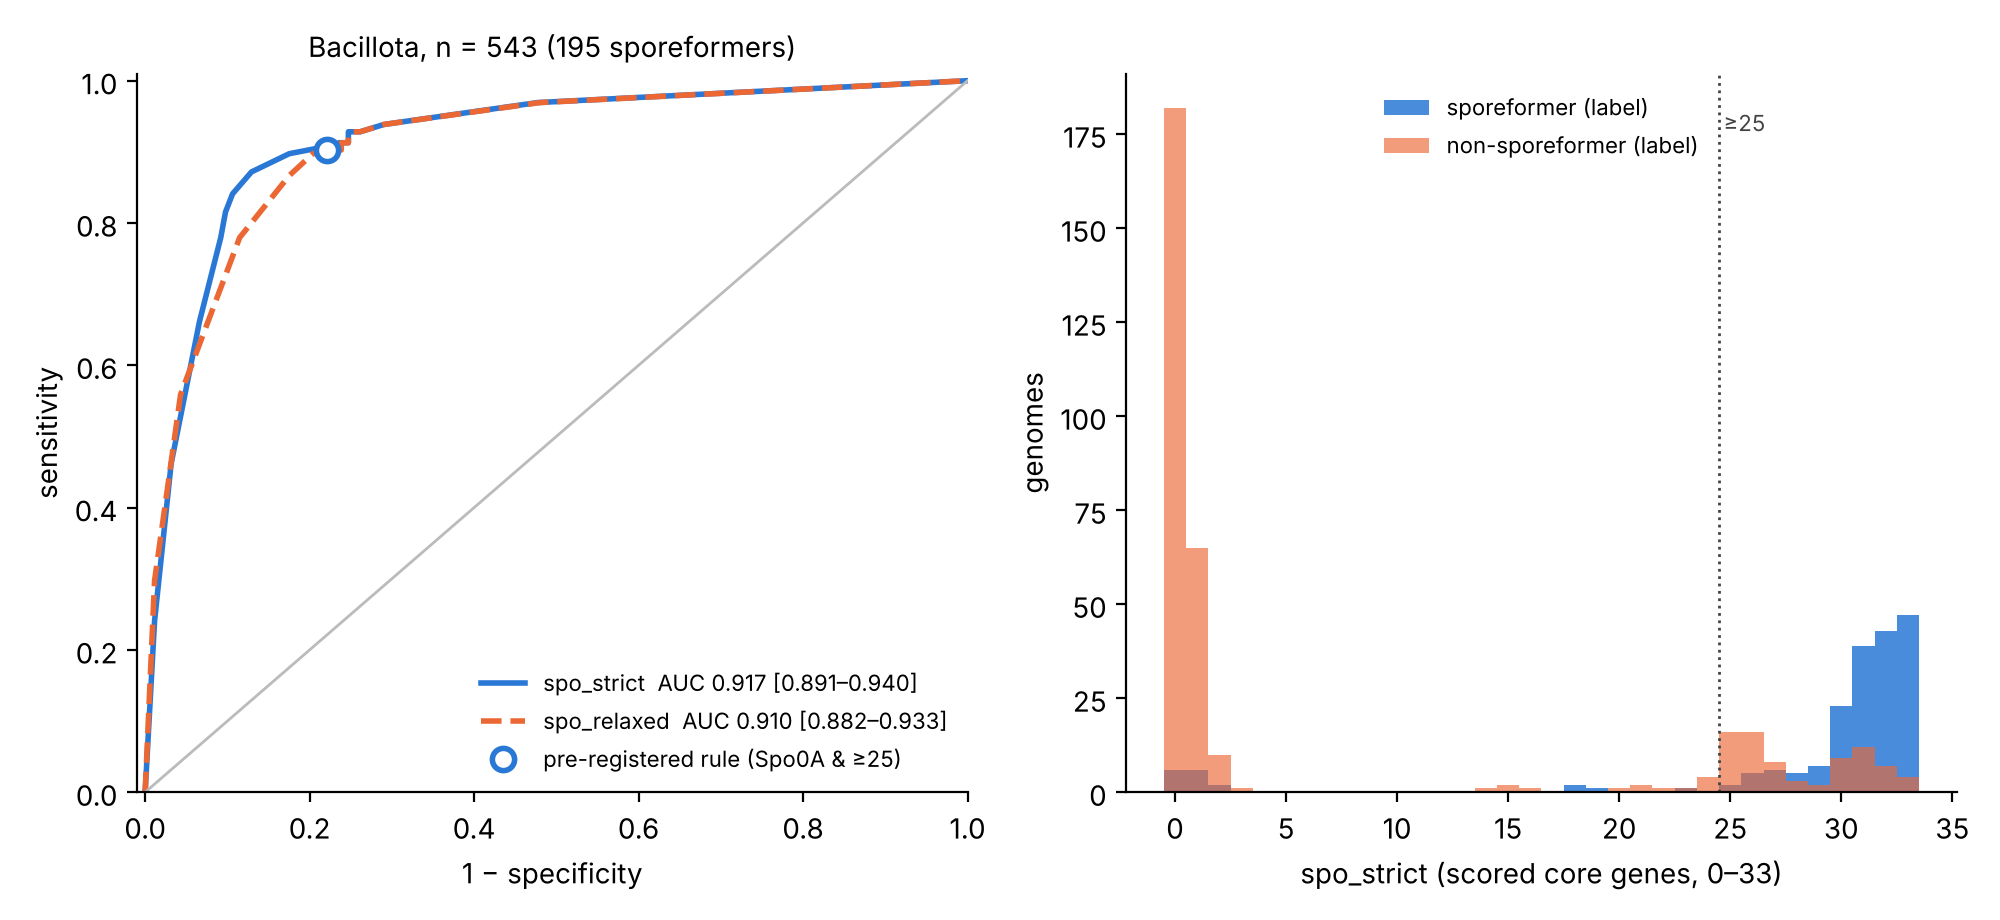 Bacillota, n = 543 (195 sporeformers)
1.0
0.8
0.6
0.4
0.2
0.0
sensitivity
spo_strict AUC 0.917 [0.891–0.940]
spo_relaxed AUC 0.910 [0.882–0.933]
pre-registered rule (Spo0A & ≥25)
0.0 0.2 0.4 0.6 0.8 1.0
1 − specificity
175
150
125
100
75
50
25
0
genomes
sporeformer (label)
non-sporeformer (label)
≥25
0 5 10 15 20 25 30 35
spo_strict (scored core genes, 0–33)